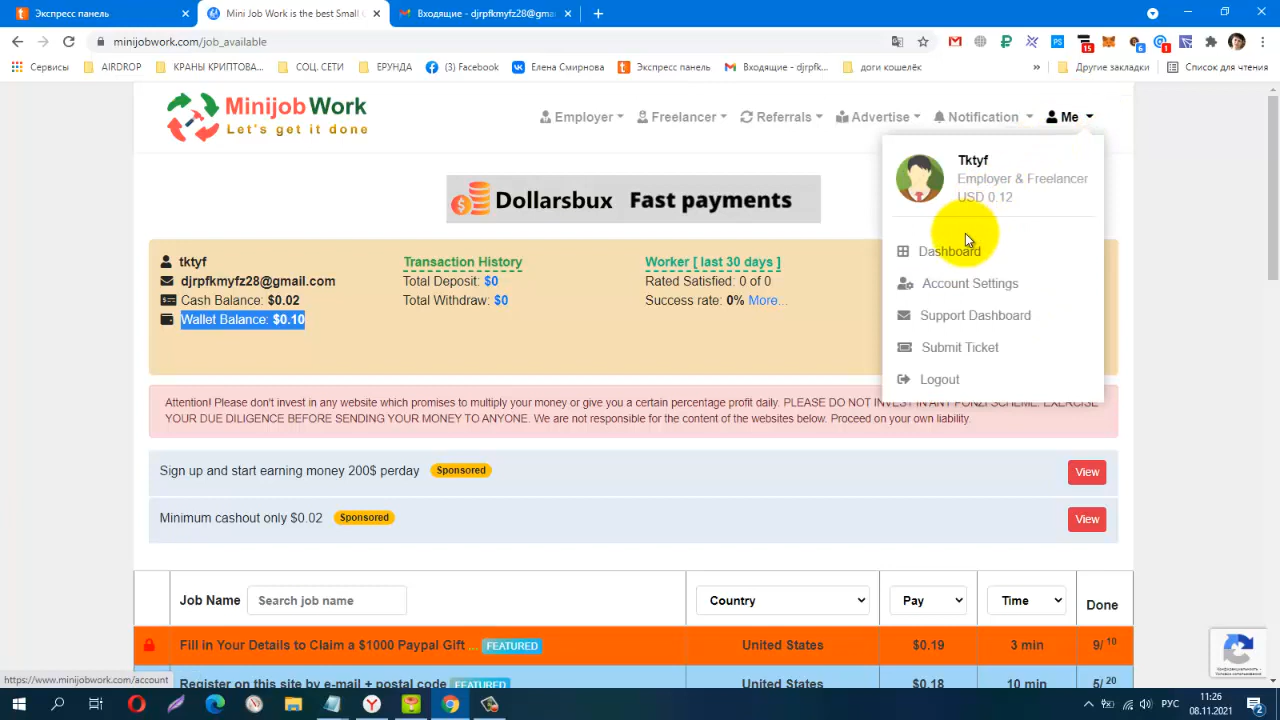 Экспресс панель
Mini Job Work is the best Small
Входящие - djrpfkmyfz28@gma
minijobwork.com/job_available
Сервисы
AIRDROP
КРАНЫ КРИПТОВА...
СОЦ. СЕТИ
ЕРУНДА
(3) Facebook
Елена Смирнова
Экспресс панель
Входящие - djrpfk...
доги кошелёк
»
Другие закладки
Список для чтения
Minijob Work
Let's get it done
Employer
Freelancer
Referrals
Advertise
Notification
Me
Tktyf
Employer & Freelancer
USD 0.12
Dashboard
Account Settings
Support Dashboard
Submit Ticket
Logout
Dollarsbux Fast payments
tktyf
djrpfkmyfz28@gmail.com
Cash Balance: $0.02
Wallet Balance: $0.10
Transaction History
Total Deposit: $0
Total Withdraw: $0
Worker [ last 30 days ]
Rated Satisfied: 0 of 0
Success rate: 0% More...
Attention! Please don't invest in any website which promises to multiply your money or give you a certain percentage profit daily. PLEASE DO NOT INVEST IN ANY PONZI SCHEME. EXERCISE
YOUR DUE DILIGENCE BEFORE SENDING YOUR MONEY TO ANYONE. We are not responsible for the content of the websites below. Proceed on your own liability.
Sign up and start earning money 200$ perday Sponsored View
Minimum cashout only $0.02 Sponsored View
Job Name Search job name Country Pay Time Done
Fill in Your Details to Claim a $1000 Paypal Gift ... FEATURED United States $0.19 3 min 9/ 10
Register on this site by e-mail + postal code FEATURED United States $0.18 10 min 5/ 20
https://www.minijobwork.com/account
РУС
11:26
08.11.2021